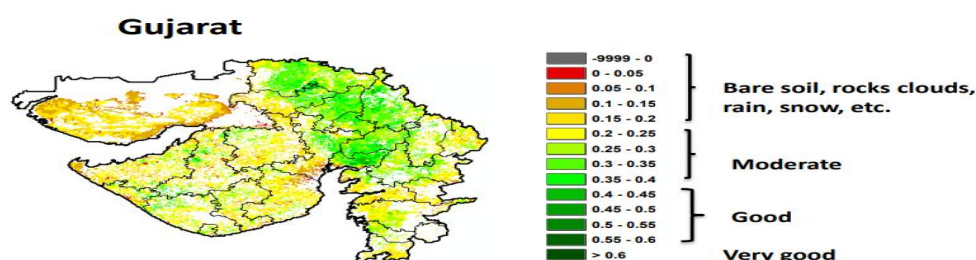 Gujarat
-9999 - 0
0 - 0.05
0.05 - 0.1
0.1 - 0.15
0.15 - 0.2
0.2 - 0.25
0.25 - 0.3
0.3 - 0.35
0.35 - 0.4
0.4 - 0.45
0.45 - 0.5
0.5 - 0.55
0.55 - 0.6
> 0.6
Bare soil, rocks clouds,
rain, snow, etc.
Moderate
Good
Very good